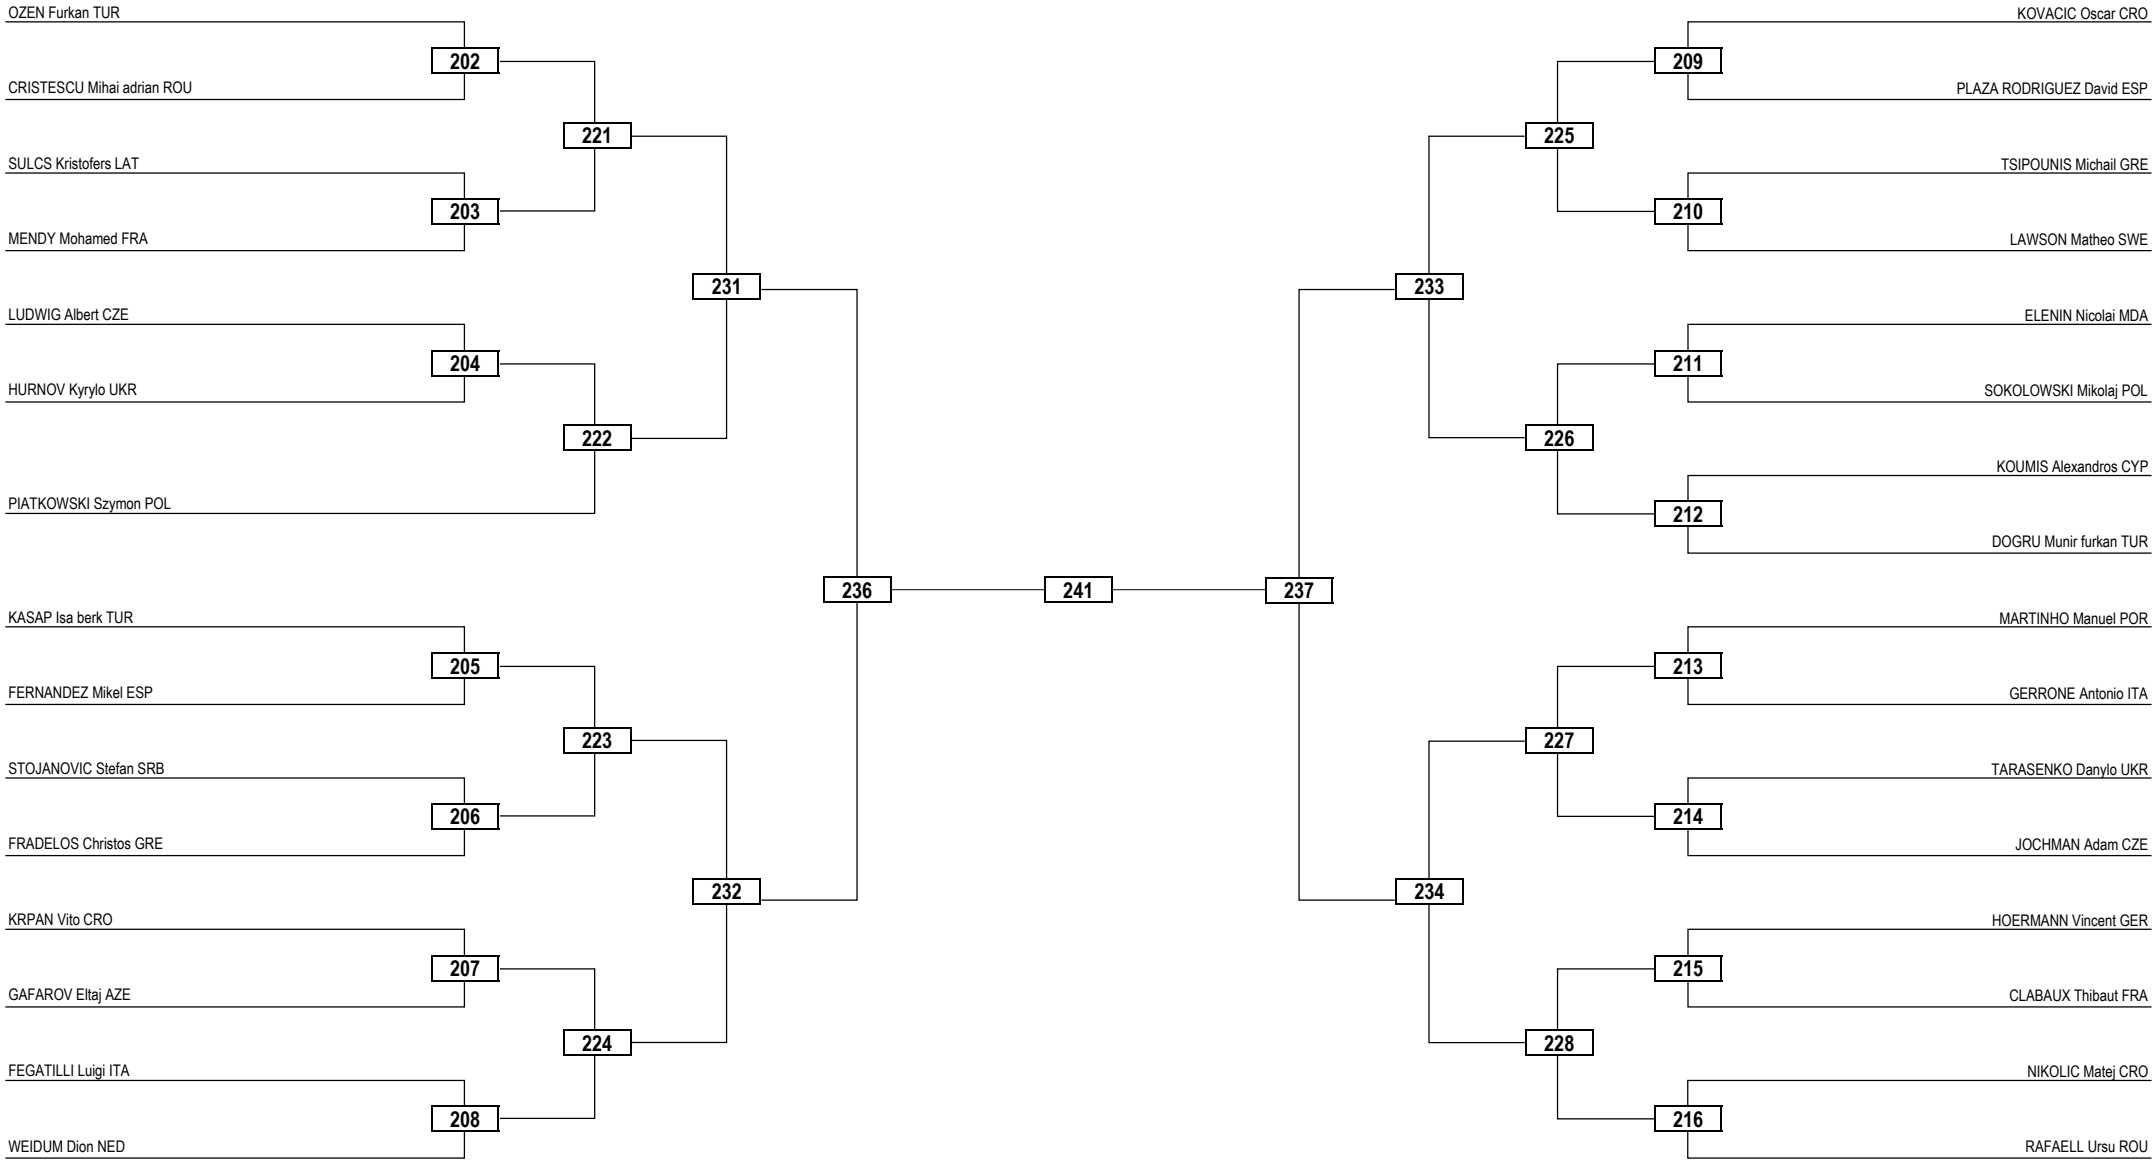 OZEN Furkan TUR
202
CRISTESCU Mihai adrian ROU
221
SULCS Kristofers LAT
203
MENDY Mohamed FRA
231
LUDWIG Albert CZE
204
HURNOV Kyrylo UKR
222
PIATKOWSKI Szymon POL
236
KASAP Isa berk TUR
205
FERNANDEZ Mikel ESP
223
STOJANOVIC Stefan SRB
206
FRADELOS Christos GRE
232
KRPAN Vito CRO
207
GAFAROV Eltaj AZE
224
FEGATILLI Luigi ITA
208
WEIDUM Dion NED
241
KOVACIC Oscar CRO
209
PLAZA RODRIGUEZ David ESP
225
TSIPOUNIS Michail GRE
210
LAWSON Matheo SWE
233
ELENIN Nicolai MDA
211
SOKOLOWSKI Mikolaj POL
226
KOUMIS Alexandros CYP
212
DOGRU Munir furkan TUR
237
MARTINHO Manuel POR
213
GERRONE Antonio ITA
227
TARASENKO Danylo UKR
214
JOCHMAN Adam CZE
234
HOERMANN Vincent GER
215
CLABAUX Thibaut FRA
228
NIKOLIC Matej CRO
216
RAFAELL Ursu ROU